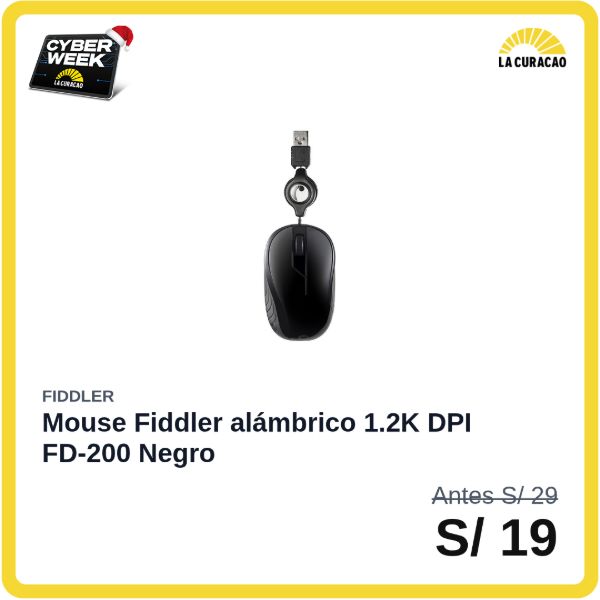 CYBER
WEEK
LA CURACAO
LA CURACAO
FIDDLER
Mouse Fiddler alámbrico 1.2K DPI
FD-200 Negro
Antes S/ 29
S/ 19